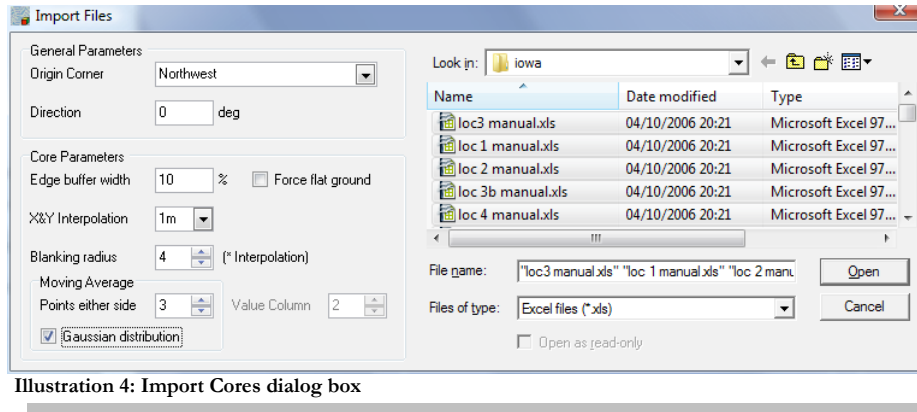 Import Files
General Parameters
Origin Corner Northwest
Direction 0 deg
Core Parameters
Edge buffer width 10 % Force flat ground
X&Y Interpolation 1m
Blanking radius 4 (* Interpolation)
Moving Average
Points either side 3 Value Column 2
Gaussian distribution
Look in: iowa
Name Date modified Type
loc3 manual.xls 04/10/2006 20:21 Microsoft Excel 97...
loc 1 manual.xls 04/10/2006 20:21 Microsoft Excel 97...
loc 2 manual.xls 04/10/2006 20:21 Microsoft Excel 97...
loc 3b manual.xls 04/10/2006 20:21 Microsoft Excel 97...
loc 4 manual.xls 04/10/2006 20:21 Microsoft Excel 97...
File name: "loc3 manual.xls" "loc 1 manual.xls" "loc 2 manu Open
Files of type: Excel files (*.xls) Cancel
Open as read-only
Illustration 4: Import Cores dialog box